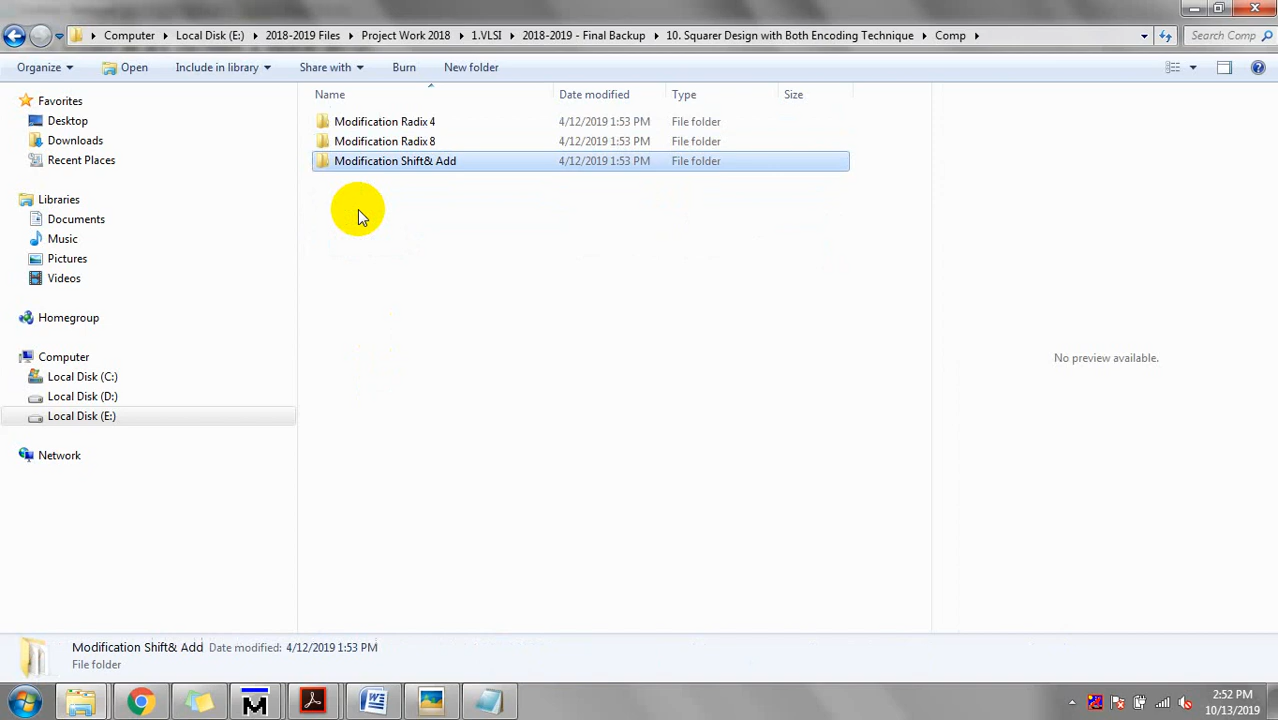 Computer Local Disk (E:) 2018-2019 Files Project Work 2018 1.VLSI 2018-2019 - Final Backup 10. Squarer Design with Both Encoding Technique Comp Search Comp
Organize Open Include in library Share with Burn New folder
Name Date modified Type Size
Favorites
Desktop
Downloads
Recent Places
Libraries
Documents
Music
Pictures
Videos
Homegroup
Computer
Local Disk (C:)
Local Disk (D:)
Local Disk (E:)
Network
Modification Radix 4 4/12/2019 1:53 PM File folder
Modification Radix 8 4/12/2019 1:53 PM File folder
Modification Shift& Add 4/12/2019 1:53 PM File folder
No preview available.
Modification Shift& Add Date modified: 4/12/2019 1:53 PM
File folder
2:52 PM
10/13/2019